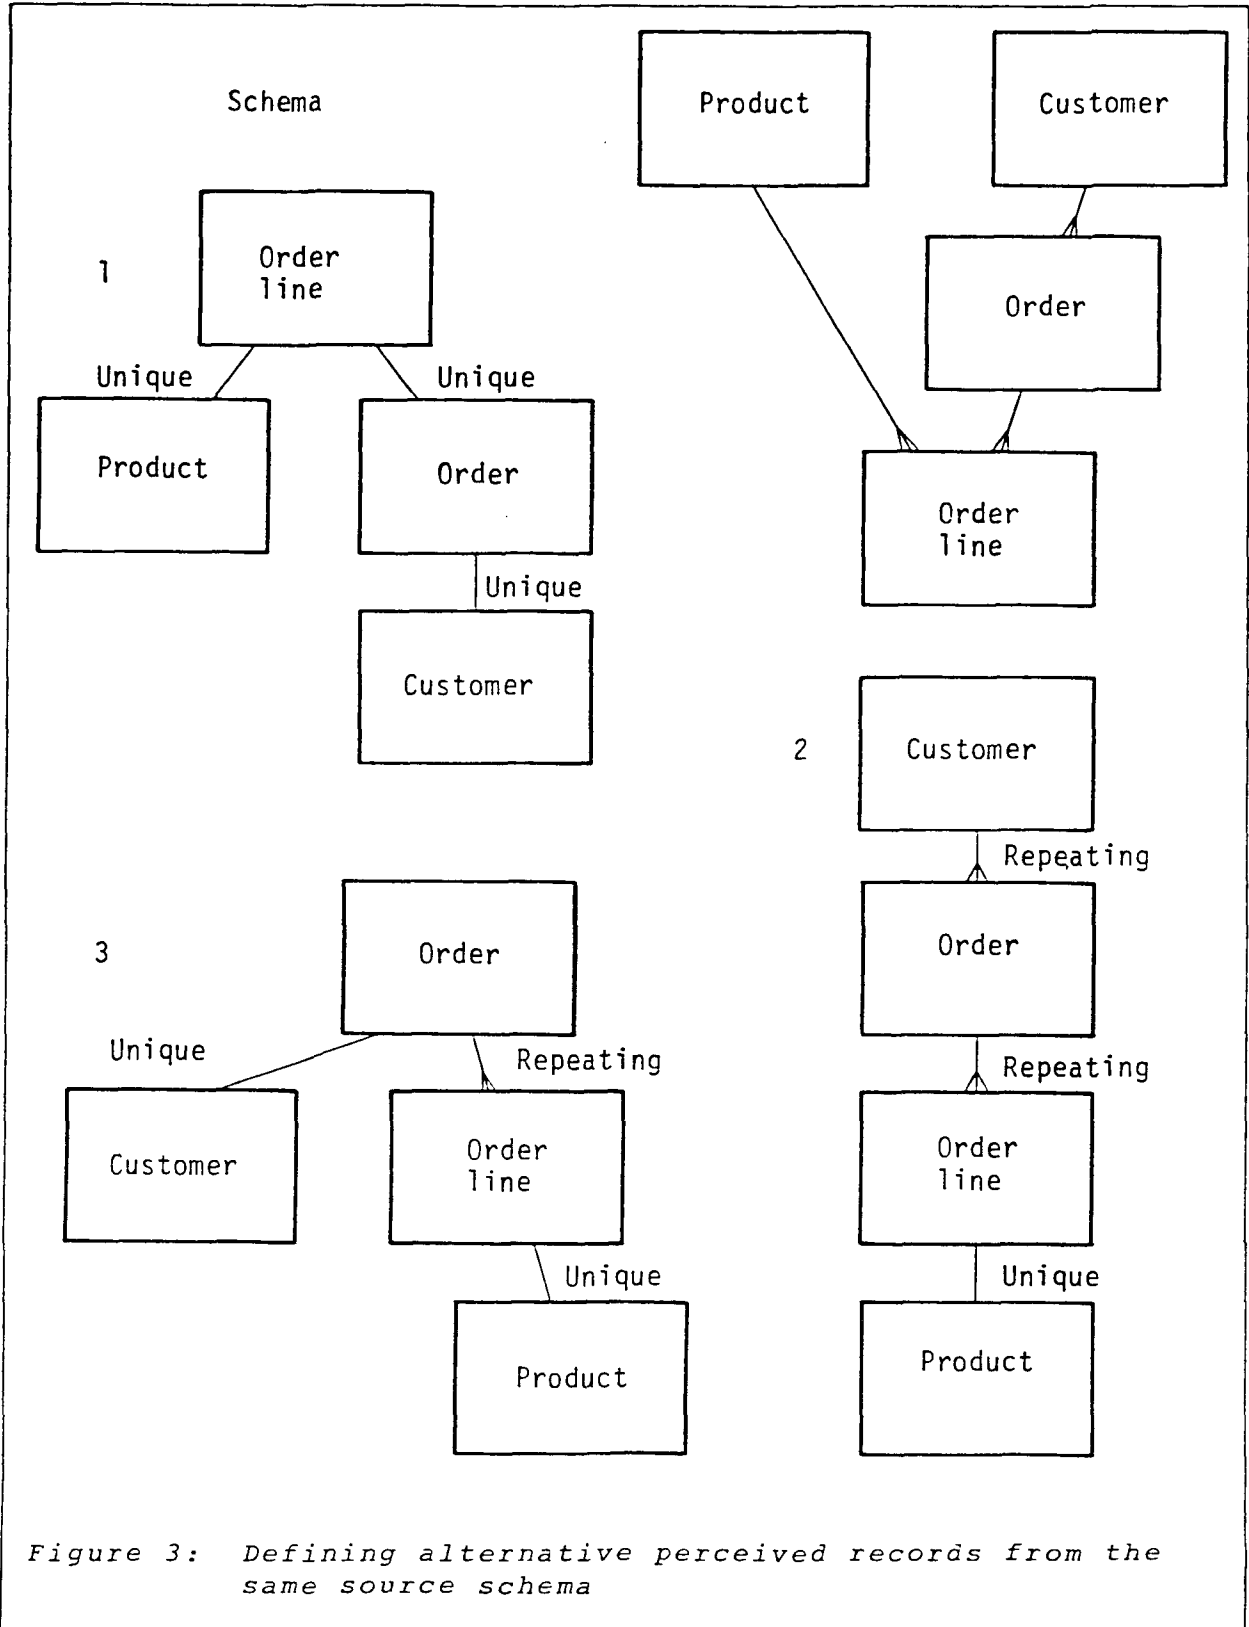 Schema
Product
Customer
Order
Order
line
1
Order
line
Unique
Unique
Product
Order
Unique
Customer
2
Customer
Repeating
Order
Repeating
Order
line
Unique
Product
3
Order
Unique
Repeating
Customer
Order
line
Unique
Product
Figure 3: Defining alternative perceived records from the
same source schema